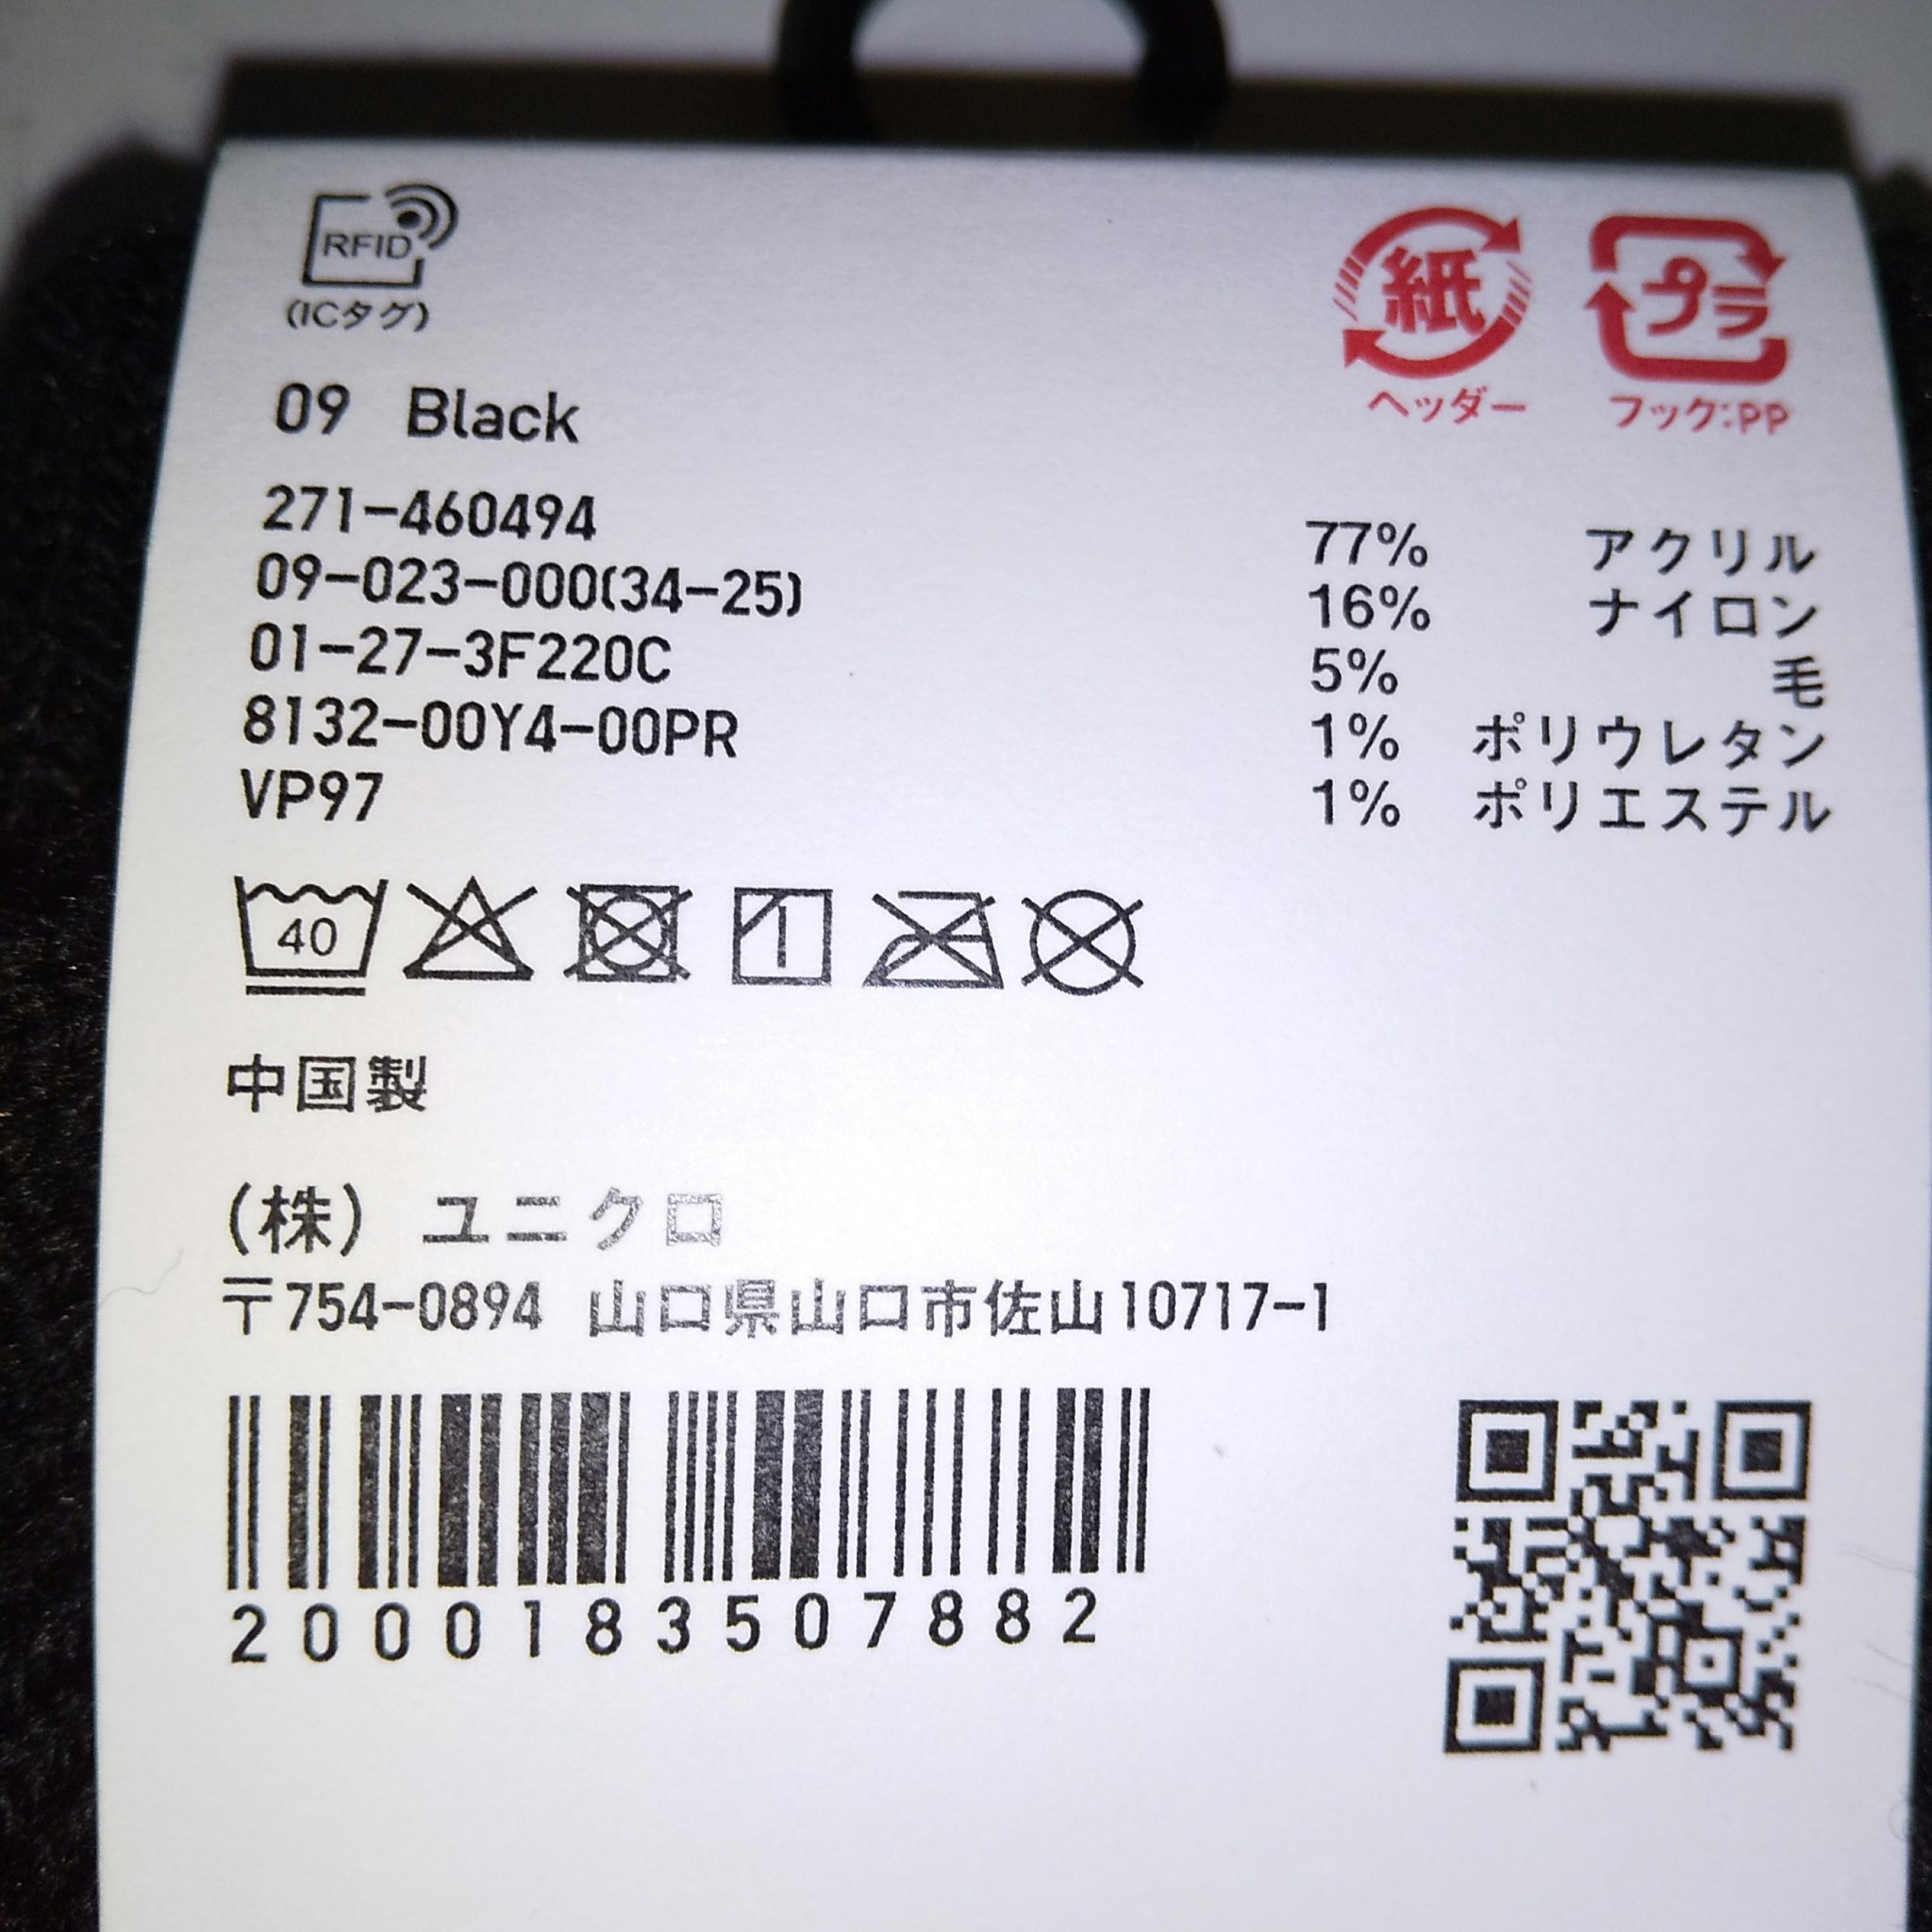 RFID
(ICタグ)
紙
ヘッダー
プラ
フック:PP
09 Black
271-460494
09-023-000(34-25)
01-27-3F220C
8132-00Y4-00PR
VP97
77% アクリル
16% ナイロン
5% 毛
1% ポリウレタン
1% ポリエステル
40
中国製
(株) ユニクロ
〒754-0894 山口県山口市佐山10717-1
2000183507882